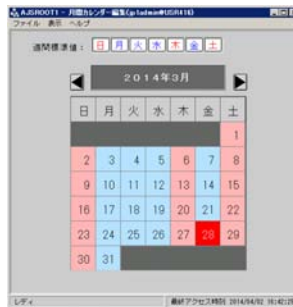 AJSROOT1 - 月間カレンダー編集(jp1admin@USR416)
ファイル 表示 ヘルプ
週間標準値： 日 月 火 水 木 金 土
2014年3月
日 月 火 水 木 金 土
1
2 3 4 5 6 7 8
9 10 11 12 13 14 15
16 17 18 19 20 21 22
23 24 25 26 27 28 29
30 31
レディ 最終アクセス時刻 2014/04/02 16:42:29